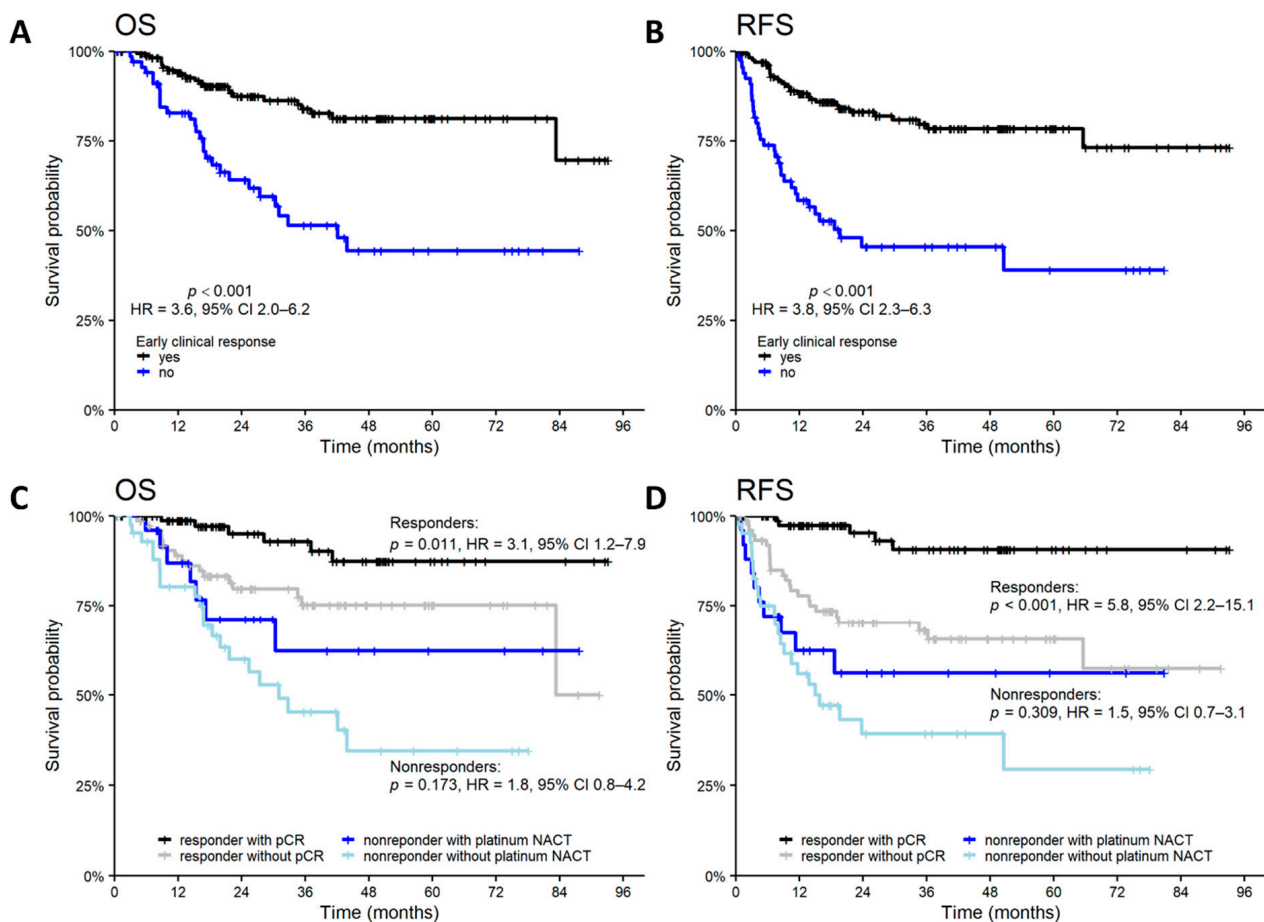 A
OS
100%
75%
50%
25%
0%
Survival probability
p < 0.001
HR = 3.6, 95% CI 2.0–6.2
Early clinical response
yes
no
0 12 24 36 48 60 72 84 96
Time (months)
B
RFS
100%
75%
50%
25%
0%
Survival probability
p < 0.001
HR = 3.8, 95% CI 2.3–6.3
Early clinical response
yes
no
0 12 24 36 48 60 72 84 96
Time (months)
C
OS
100%
75%
50%
25%
0%
Survival probability
Responders:
p = 0.011, HR = 3.1, 95% CI 1.2–7.9
Nonresponders:
p = 0.173, HR = 1.8, 95% CI 0.8–4.2
responder with pCR
responder without pCR
nonreponder with platinum NACT
nonreponder without platinum NACT
0 12 24 36 48 60 72 84 96
Time (months)
D
RFS
100%
75%
50%
25%
0%
Survival probability
Responders:
p < 0.001, HR = 5.8, 95% CI 2.2–15.1
Nonresponders:
p = 0.309, HR = 1.5, 95% CI 0.7–3.1
responder with pCR
responder without pCR
nonreponder with platinum NACT
nonreponder without platinum NACT
0 12 24 36 48 60 72 84 96
Time (months)